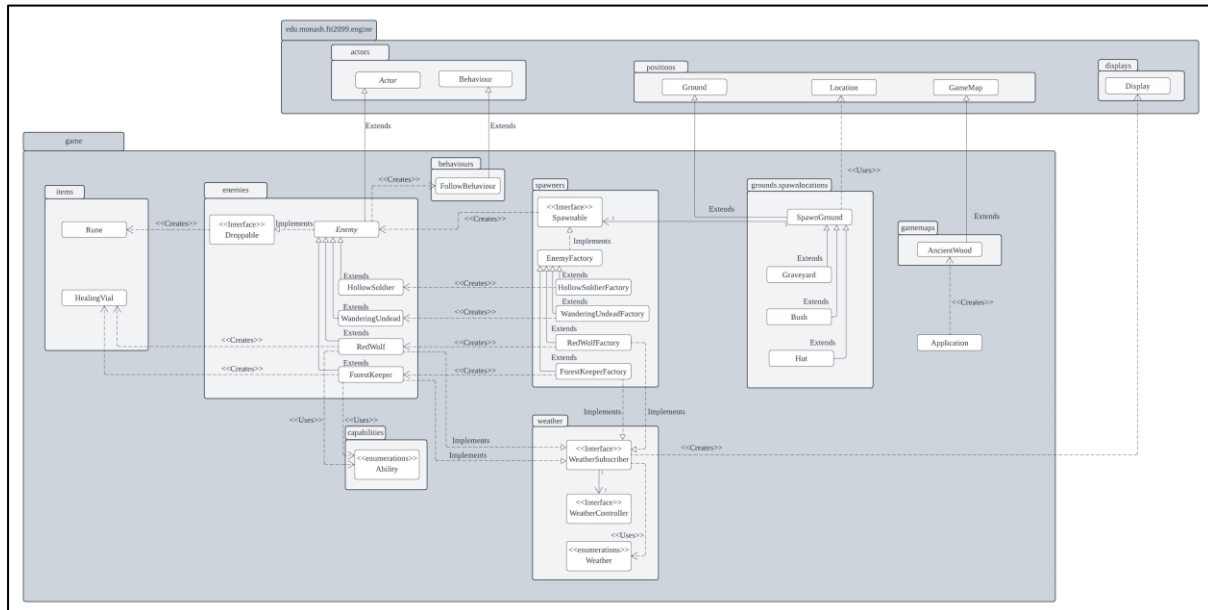 edu.monash.fit2099.engine
actors
Actor
Behaviour
positions
Ground
Location
GameMap
displays
Display
Extends
Extends
game
behaviours
FollowBehaviour
<<Creates>>
items
Rune
HealingVial
<<Creates>>
enemies
<<Interface>>
Droppable
Implements
Enemy
<<Creates>>
Extends
HollowSoldier
Extends
WanderingUndead
Extends
RedWolf
Extends
ForestKeeper
<<Creates>>
<<Creates>>
<<Creates>>
<<Creates>>
<<Creates>>
<<Creates>>
spawners
<<Interface>>
Spawnable
Implements
EnemyFactory
Extends
HollowSoldierFactory
Extends
WanderingUndeadFactory
Extends
RedWolfFactory
Extends
ForestKeeperFactory
1
Extends
<<Uses>>
grounds.spawnlocations
SpawnGround
Extends
Graveyard
Extends
Bush
Extends
Hut
gamemaps
AncientWood
Extends
<<Creates>>
Application
<<Uses>>
<<Uses>>
capabilities
<<enumerations>>
Ability
Implements
Implements
Implements
Implements
weather
<<Interface>>
WeatherSubscriber
<<Creates>>
1
1
<<Interface>>
WeatherController
<<Uses>>
<<enumerations>>
Weather